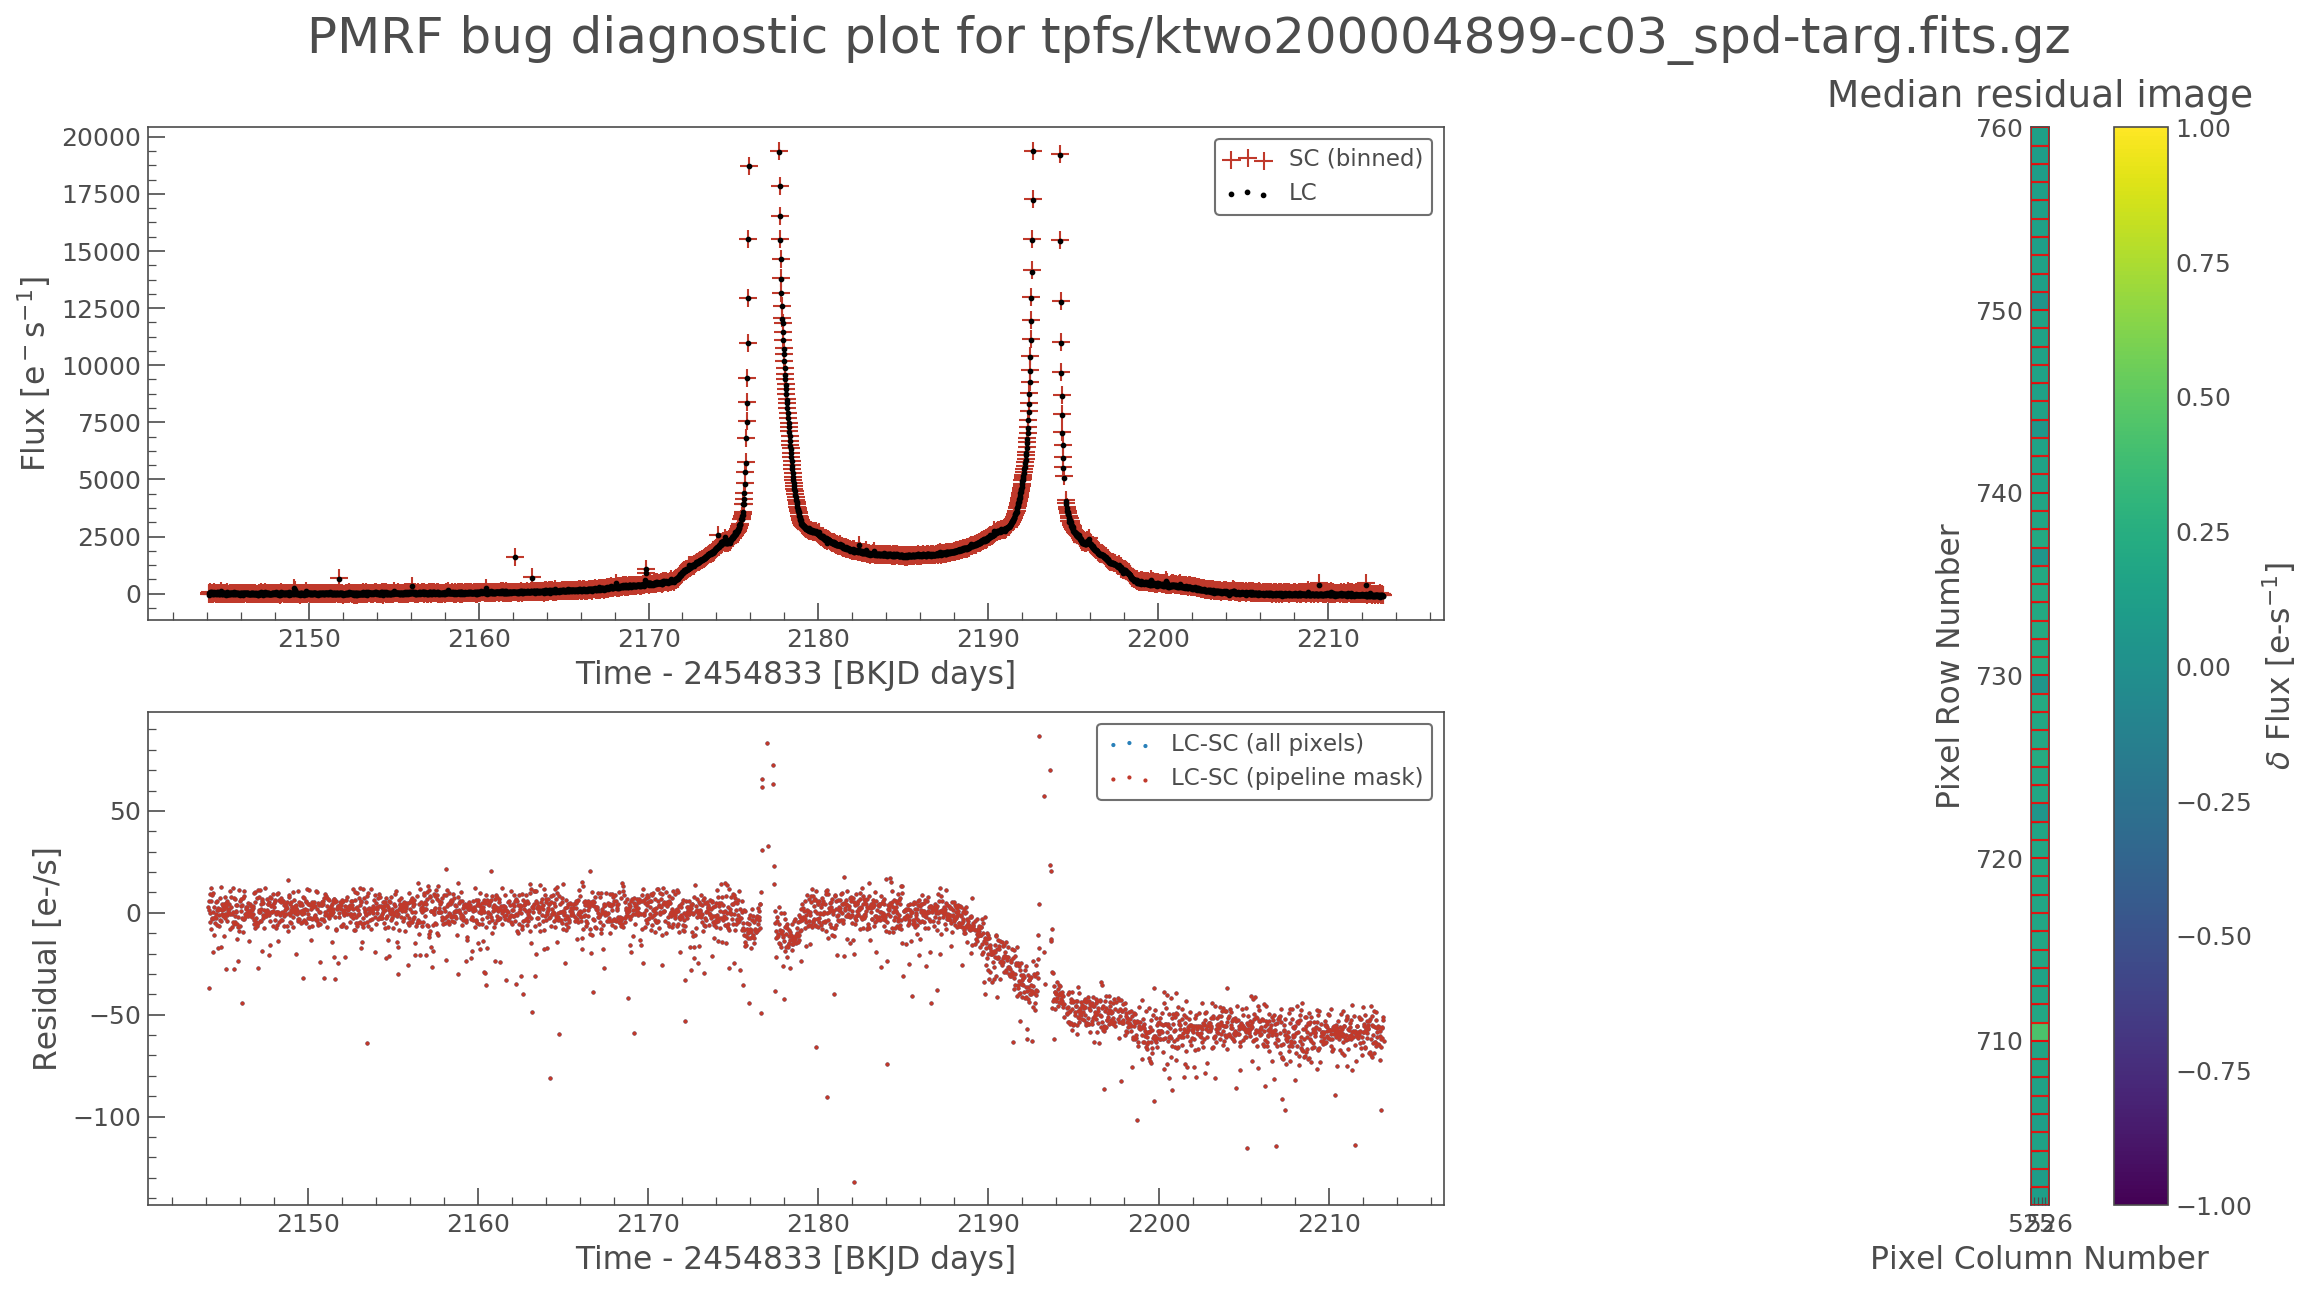 PMRF bug diagnostic plot for tpfs/ktwo200004899-c03_spd-targ.fits.gz
20000
17500
15000
12500
10000
7500
5000
2500
0
Flux [e⁻ s⁻¹]
SC (binned)
LC
2150 2160 2170 2180 2190 2200 2210
Time - 2454833 [BKJD days]
50
0
−50
−100
Residual [e-/s]
LC-SC (all pixels)
LC-SC (pipeline mask)
2150 2160 2170 2180 2190 2200 2210
Time - 2454833 [BKJD days]
Median residual image
760
750
740
730
720
710
Pixel Row Number
525 526
Pixel Column Number
1.00
0.75
0.50
0.25
0.00
−0.25
−0.50
−0.75
−1.00
δ Flux [e-s⁻¹]